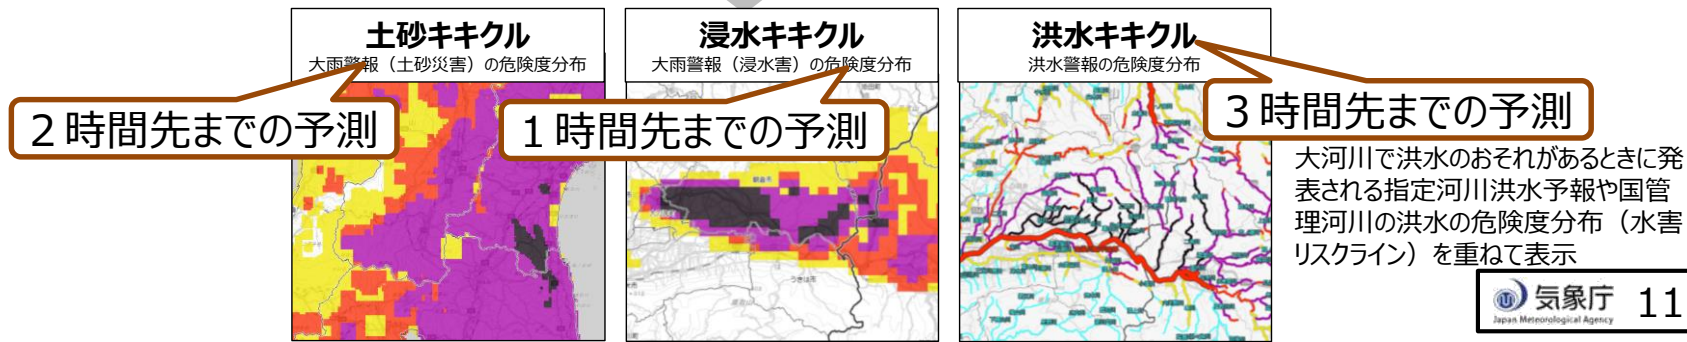 土砂キキクル
大雨警報（土砂災害）の危険度分布
2時間先までの予測
浸水キキクル
大雨警報（浸水害）の危険度分布
1時間先までの予測
洪水キキクル
洪水警報の危険度分布
3時間先までの予測
大河川で洪水のおそれがあるときに発
表される指定河川洪水予報や国管
理河川の洪水の危険度分布（水害
リスクライン）を重ねて表示
気象庁
Japan Meteorological Agency
11